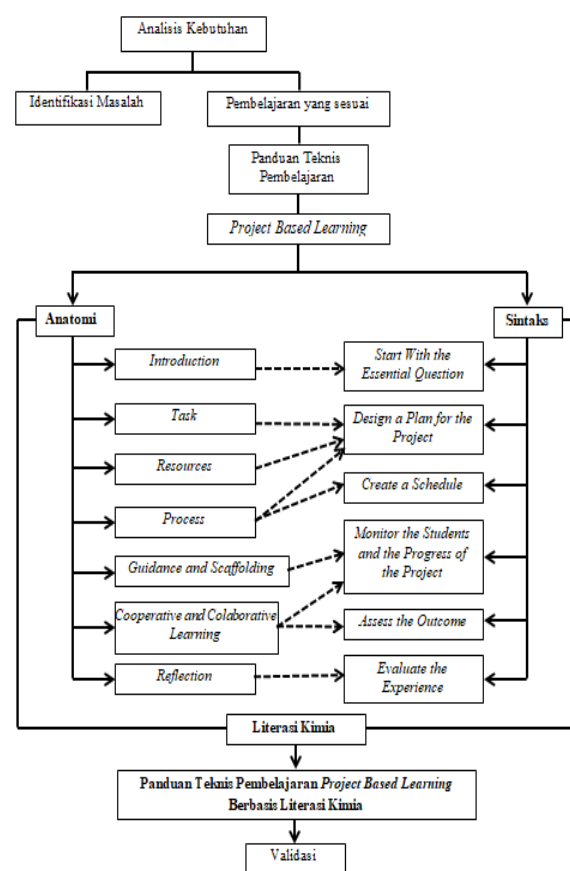 Analisis Kebutuhan
Identifikasi Masalah
Pembelajaran yang sesuai
Panduan Teknis
Pembelajaran
Project Based Learning
Anatomi
Sintaks
Introduction
Start With the
Essential Question
Task
Design a Plan for the
Project
Resources
Create a Schedule
Process
Monitor the Students
and the Progress of
the Project
Guidance and Scaffolding
Cooperative and Colaborative
Learning
Assess the Outcome
Reflection
Evaluate the
Experience
Literasi Kimia
Panduan Teknis Pembelajaran Project Based Learning
Berbasis Literasi Kimia
Validasi